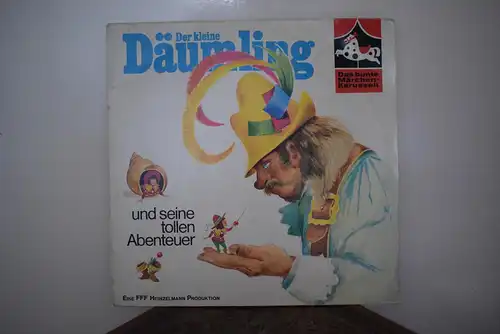 Der kleine
Däumling
Das bunte
Märchen-
Karussell
und seine
tollen
Abenteuer
Eine FFF Heinzelmann Produktion